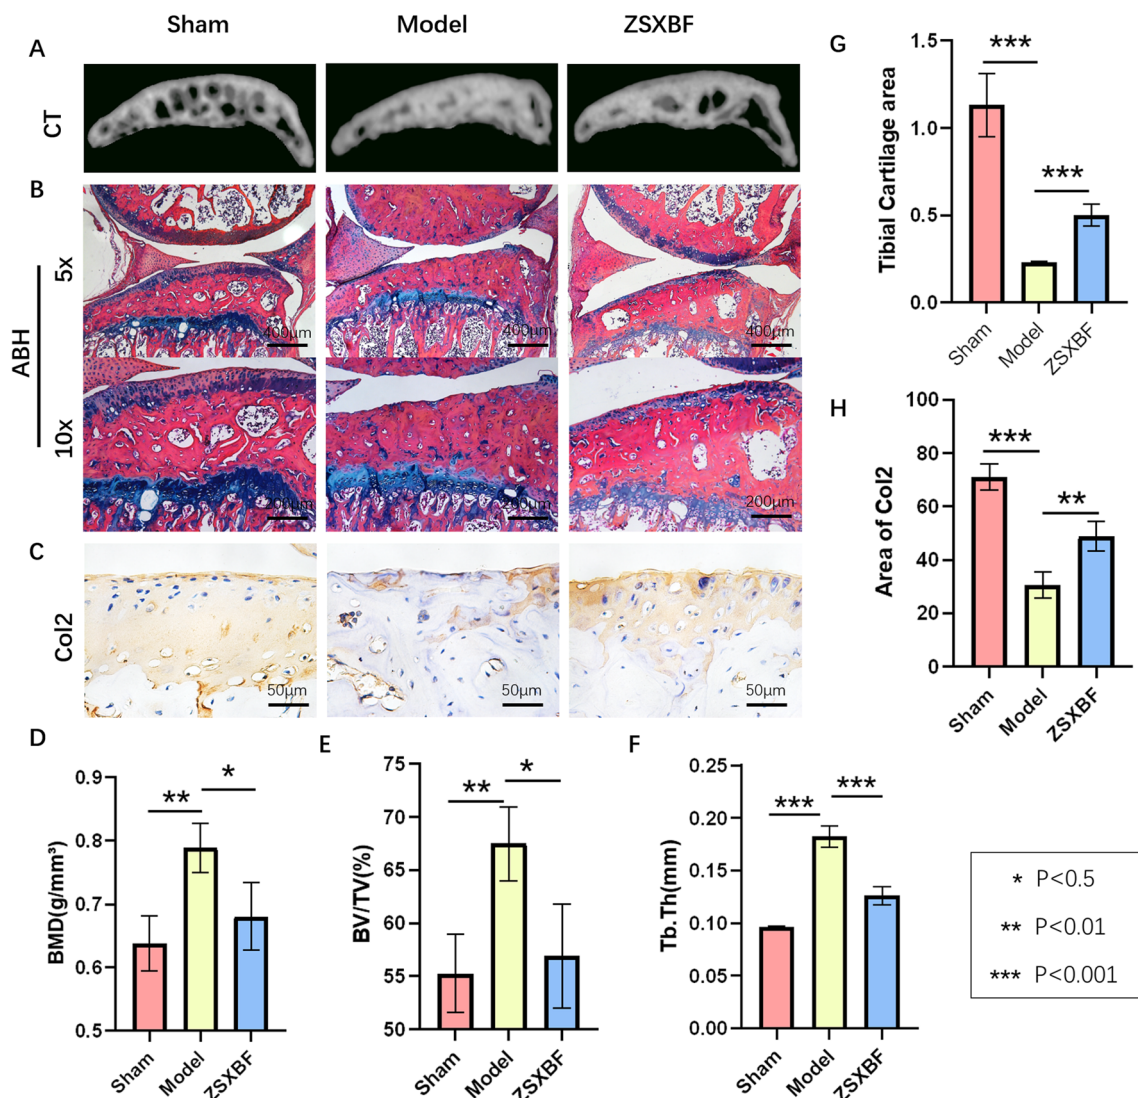 Sham Model ZSXBF
A
CT
B
5x
400μm 400μm 400μm
ABH
10x
200μm 200μm 200μm
C
Col2
50μm 50μm 50μm
D
BMD(g/mm³)
0.9
0.8
0.7
0.6
0.5
** *
Sham Model ZSXBF
E
BV/TV(%)
75
70
65
60
55
50
** *
Sham Model ZSXBF
F
Tb.Th(mm)
0.25
0.20
0.15
0.10
0.05
0.00
*** ***
Sham Model ZSXBF
G
Tibial Cartilage area
1.5
1.0
0.5
0.0
*** ***
Sham Model ZSXBF
H
Area of Col2
100
80
60
40
20
0
*** **
Sham Model ZSXBF
* P<0.5
** P<0.01
*** P<0.001